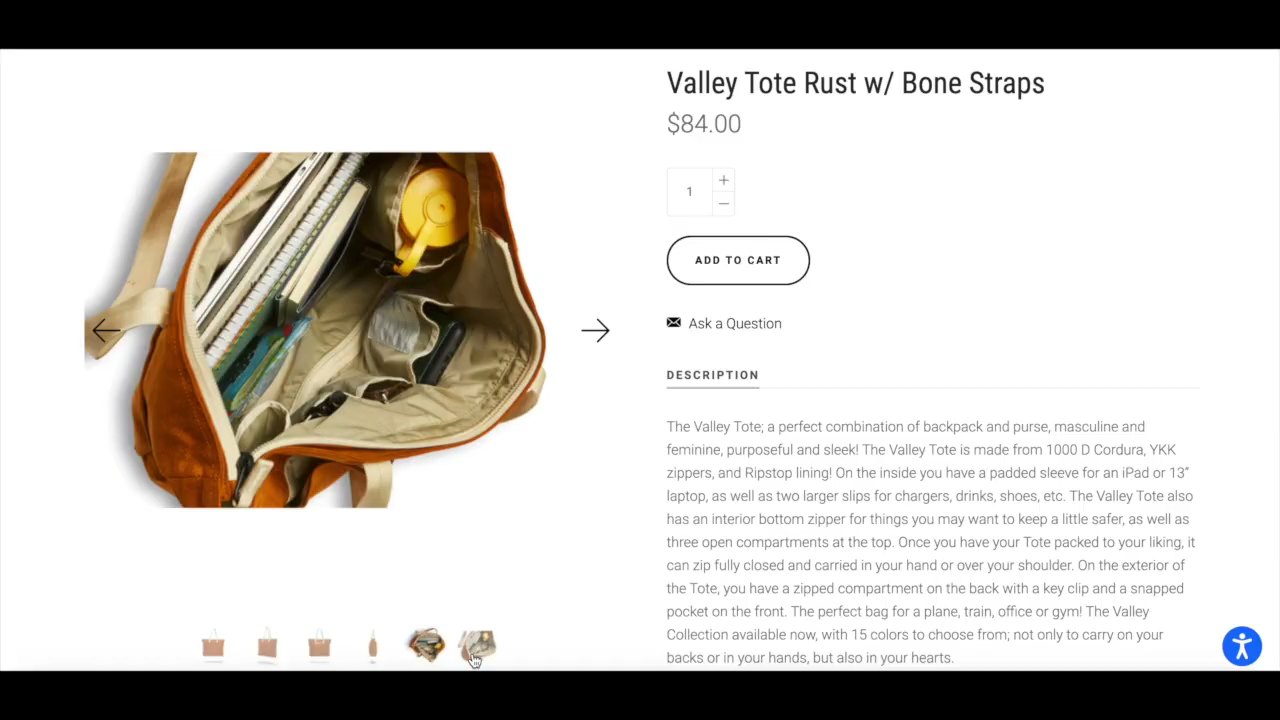 Valley Tote Rust w/ Bone Straps
$84.00
1
+
−
ADD TO CART
Ask a Question
DESCRIPTION
The Valley Tote; a perfect combination of backpack and purse, masculine and
feminine, purposeful and sleek! The Valley Tote is made from 1000 D Cordura, YKK
zippers, and Ripstop lining! On the inside you have a padded sleeve for an iPad or 13”
laptop, as well as two larger slips for chargers, drinks, shoes, etc. The Valley Tote also
has an interior bottom zipper for things you may want to keep a little safer, as well as
three open compartments at the top. Once you have your Tote packed to your liking, it
can zip fully closed and carried in your hand or over your shoulder. On the exterior of
the Tote, you have a zipped compartment on the back with a key clip and a snapped
pocket on the front. The perfect bag for a plane, train, office or gym! The Valley
Collection available now, with 15 colors to choose from; not only to carry on your
backs or in your hands, but also in your hearts.